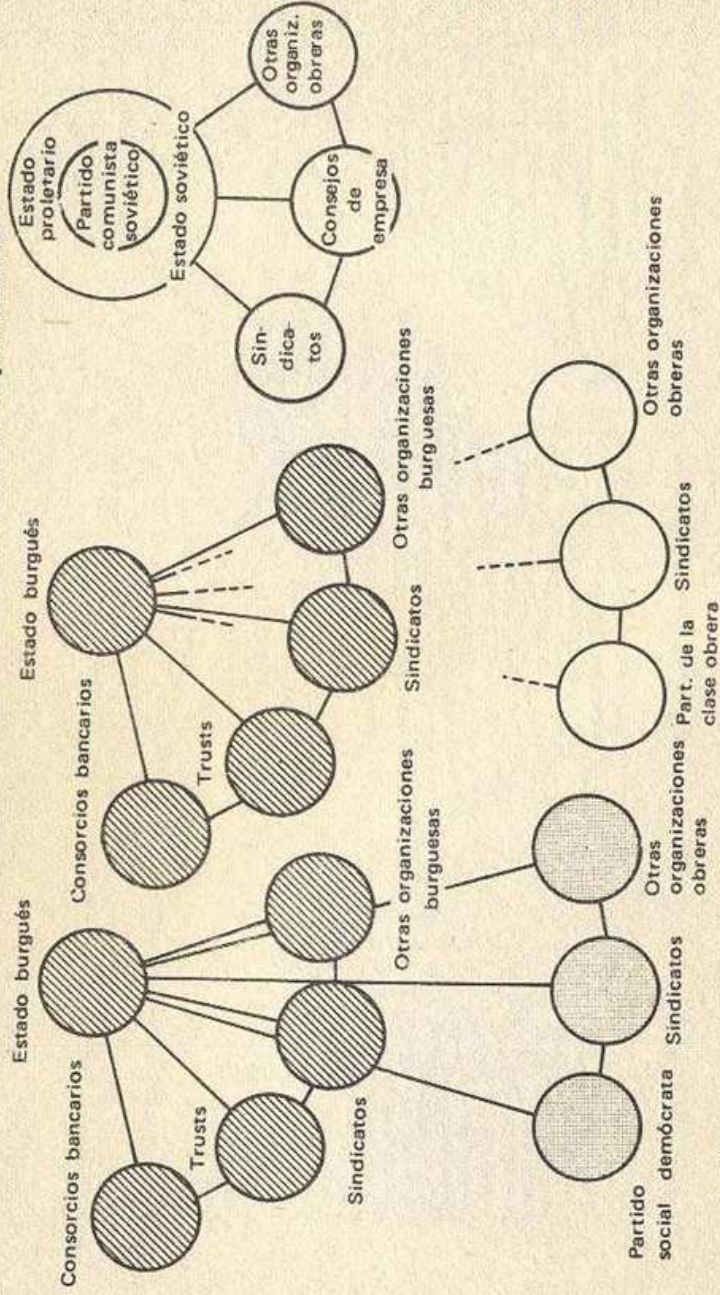 Estado burgués
Consorcios bancarios
Trusts
Sindicatos
Otras organizaciones
burguesas
Partido
social demócrata
Sindicatos
Otras
organizaciones
obreras
Estado burgués
Consorcios bancarios
Trusts
Sindicatos
Otras organizaciones
burguesas
Part. de la
clase obrera
Sindicatos
Otras organizaciones
obreras
Estado
proletario
Partido
comunista
soviético
Estado soviético
Sin-
dica-
tos
Consejos
de
empresa
Otras
organiz.
obreras